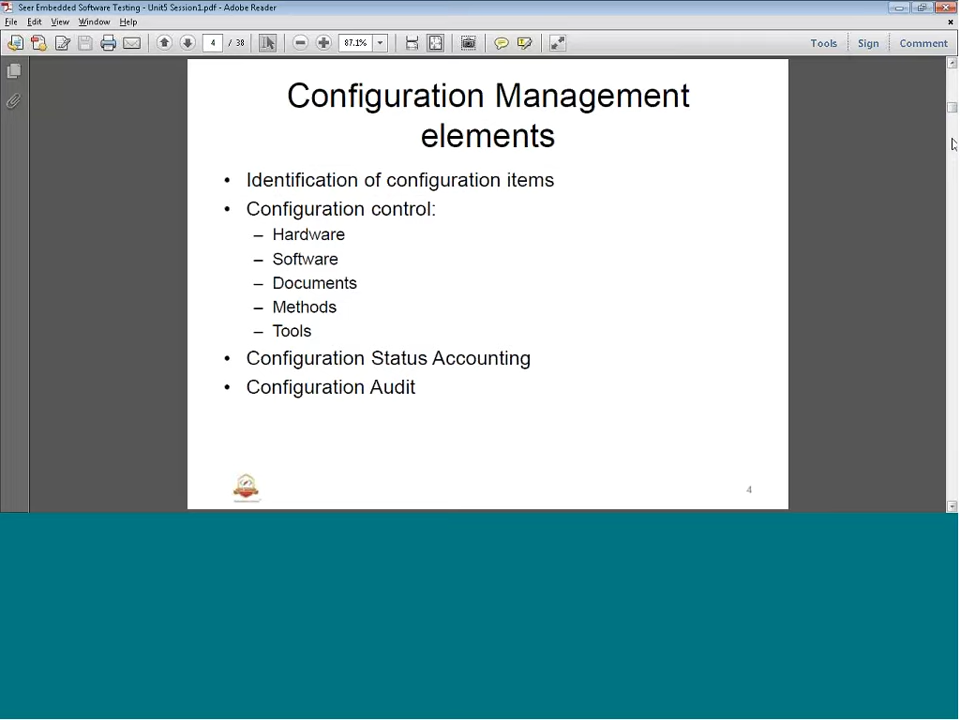 Seer Embedded Software Testing - Unit5 Session1.pdf - Adobe Reader
File Edit View Window Help
4 / 38 87.1% Tools Sign Comment
Configuration Management
elements
• Identification of configuration items
• Configuration control:
– Hardware
– Software
– Documents
– Methods
– Tools
• Configuration Status Accounting
• Configuration Audit
4